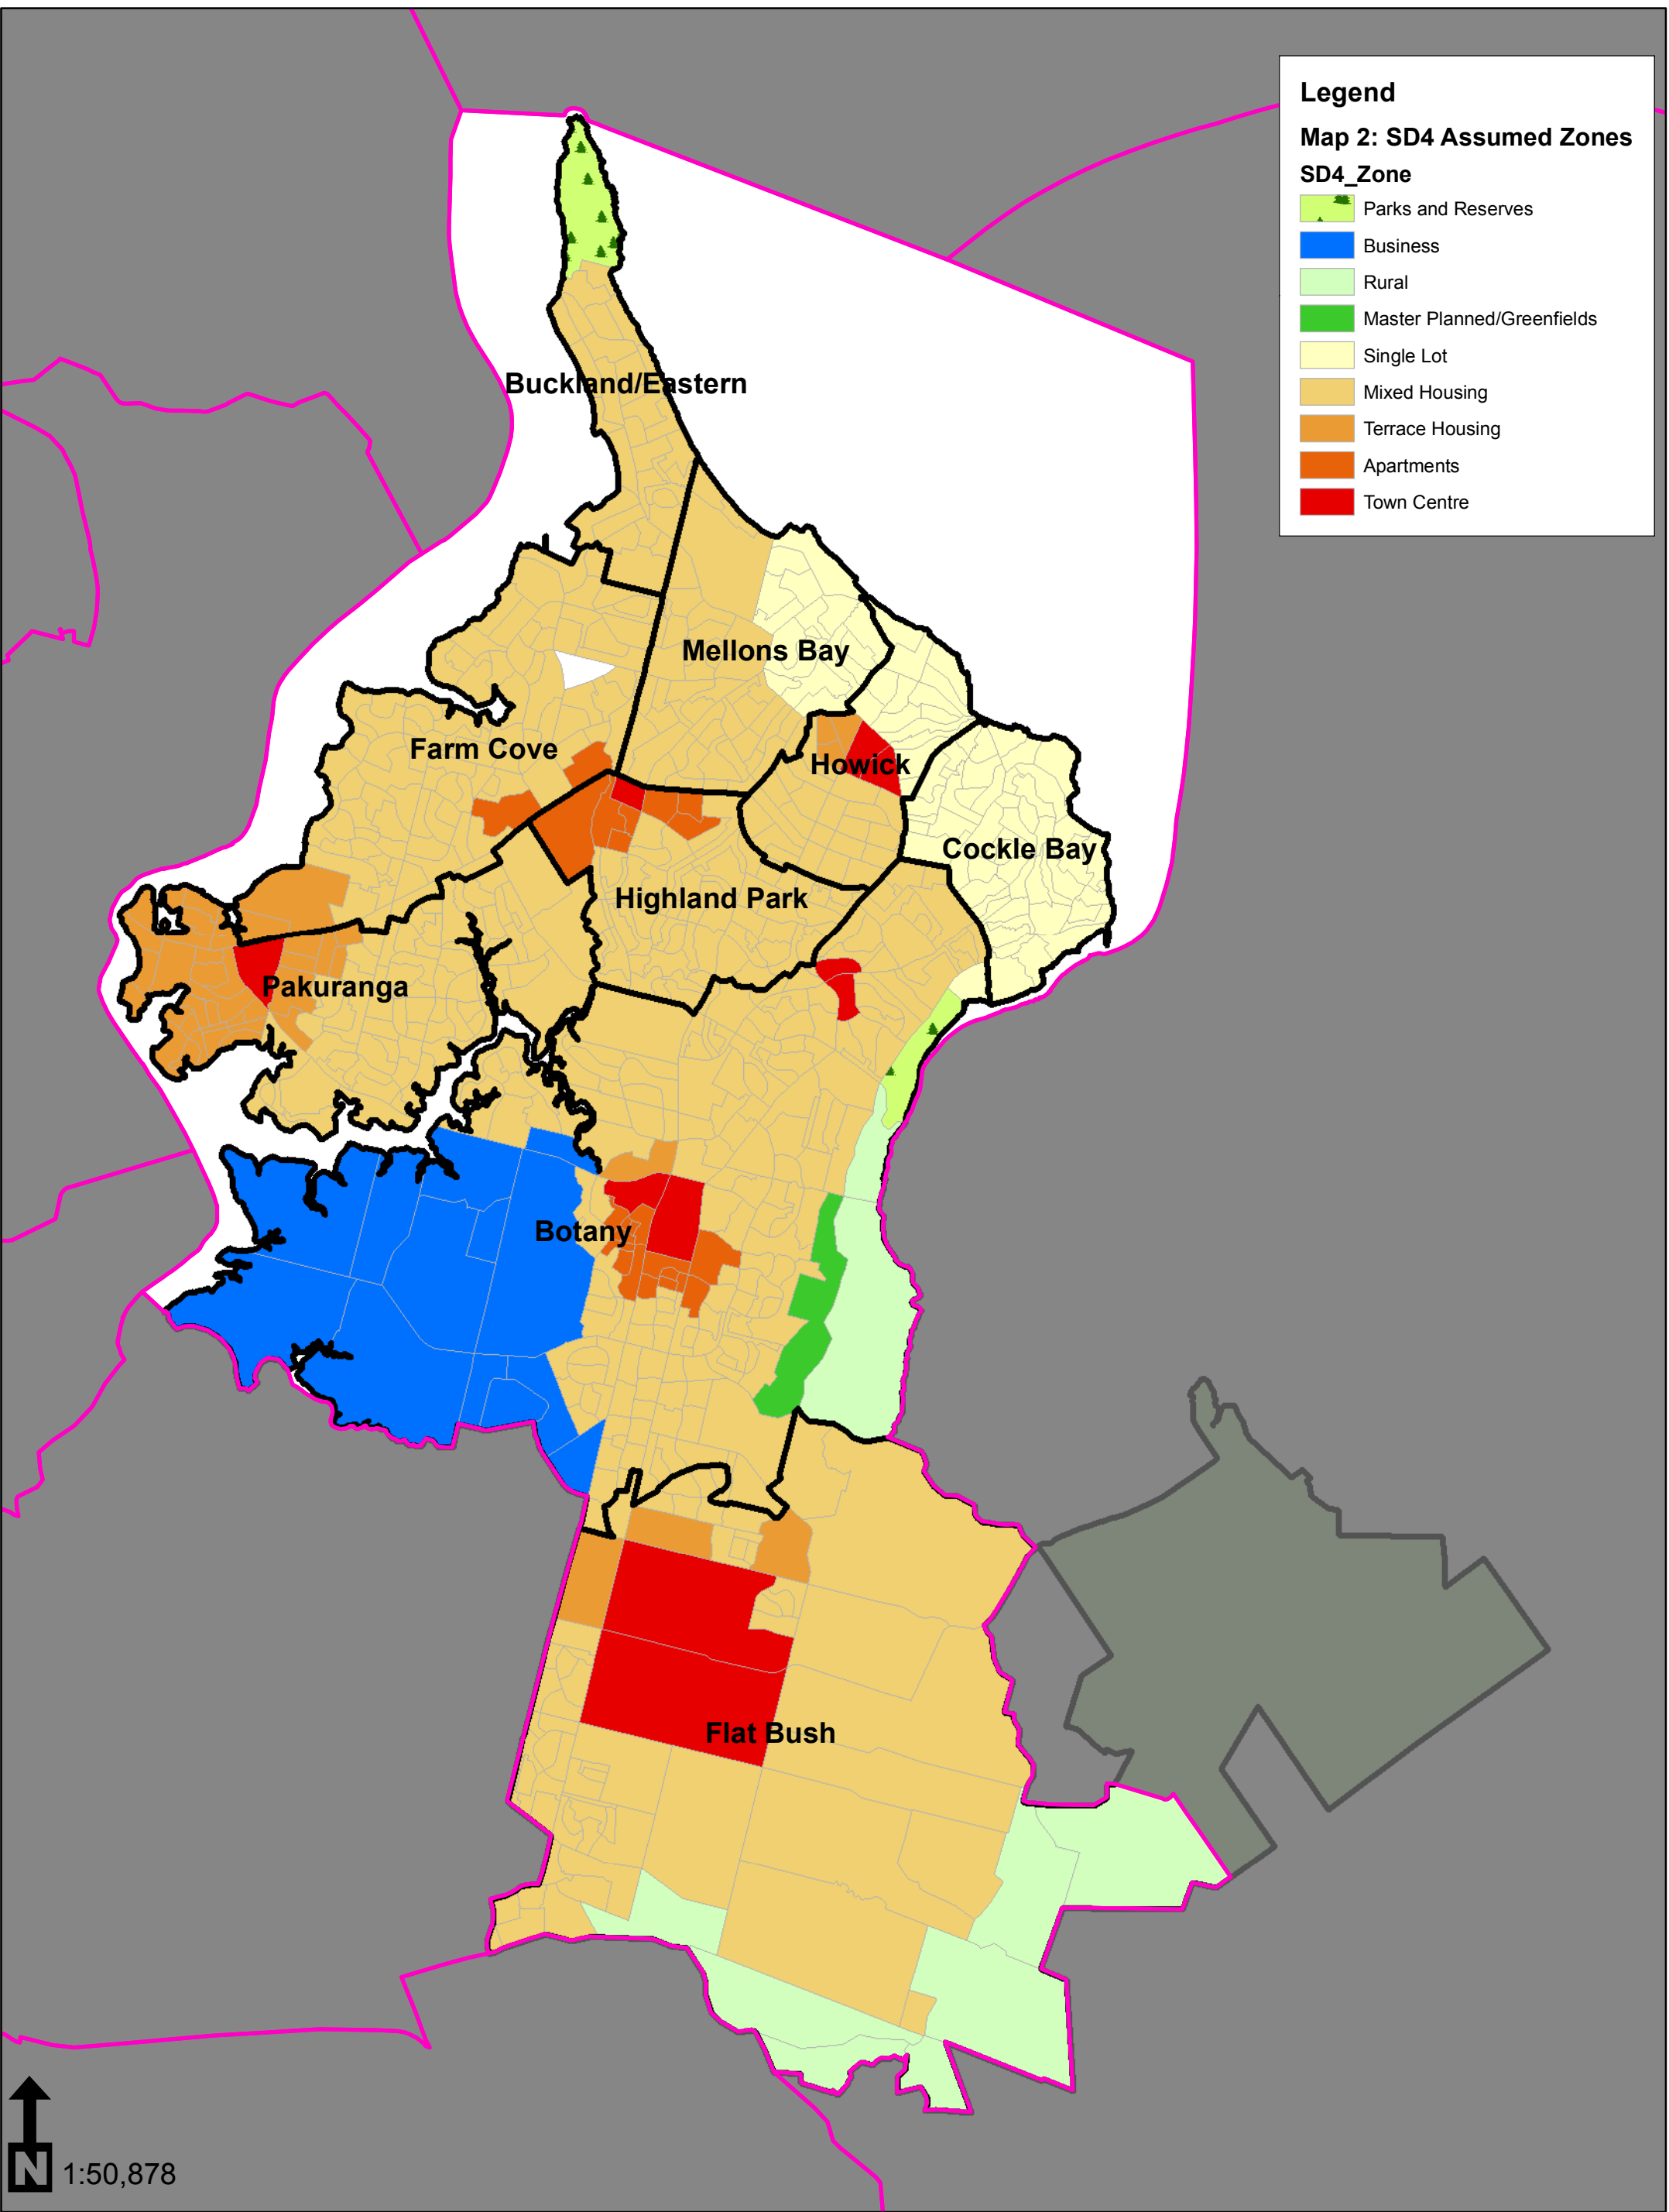 Legend
Map 2: SD4 Assumed Zones
SD4_Zone
Parks and Reserves
Business
Rural
Master Planned/Greenfields
Single Lot
Mixed Housing
Terrace Housing
Apartments
Town Centre
Buckland/Eastern
Mellons Bay
Farm Cove
Howick
Cockle Bay
Highland Park
Pakuranga
Botany
Flat Bush
N 1:50,878